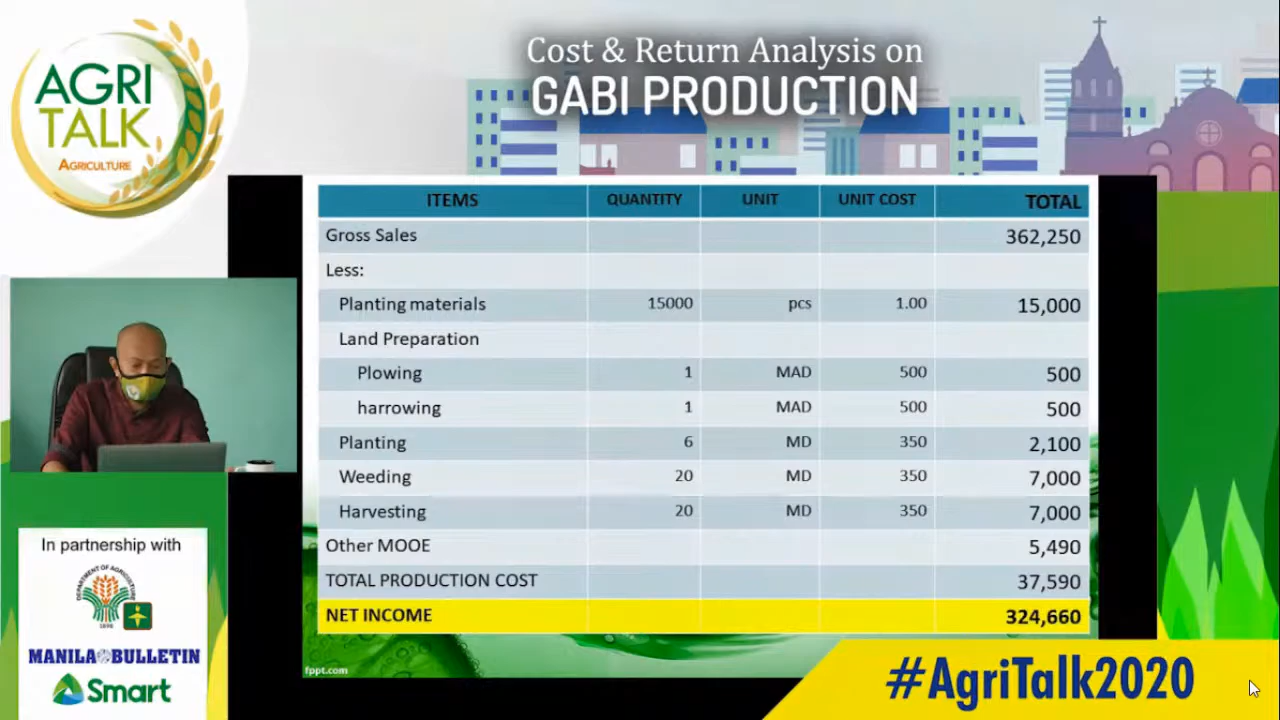 AGRI
TALK
AGRICULTURE
Cost & Return Analysis on
GABI PRODUCTION
ITEMS QUANTITY UNIT UNIT COST TOTAL
Gross Sales 362,250
Less:
Planting materials 15000 pcs 1.00 15,000
Land Preparation
Plowing 1 MAD 500 500
harrowing 1 MAD 500 500
Planting 6 MD 350 2,100
Weeding 20 MD 350 7,000
Harvesting 20 MD 350 7,000
Other MOOE 5,490
TOTAL PRODUCTION COST 37,590
NET INCOME 324,660
fppt.com
In partnership with
DEPARTMENT OF AGRICULTURE
MANILA BULLETIN
Smart
#AgriTalk2020